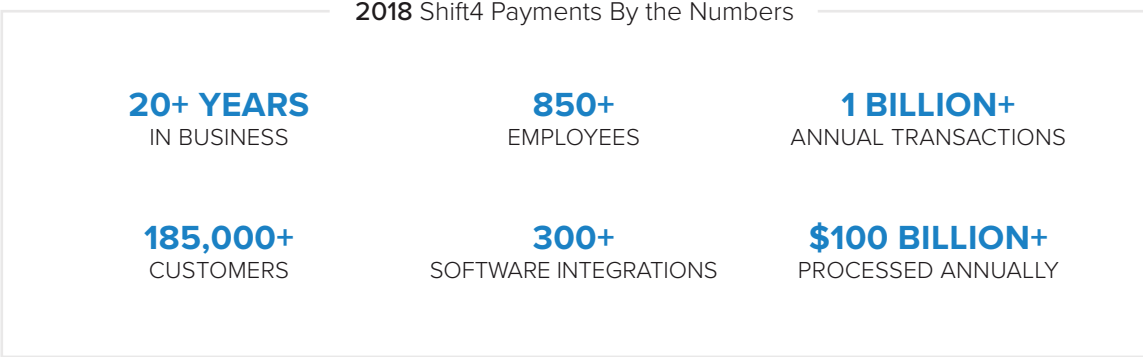 2018 Shift4 Payments By the Numbers
20+ YEARS
IN BUSINESS
850+
EMPLOYEES
1 BILLION+
ANNUAL TRANSACTIONS
185,000+
CUSTOMERS
300+
SOFTWARE INTEGRATIONS
$100 BILLION+
PROCESSED ANNUALLY